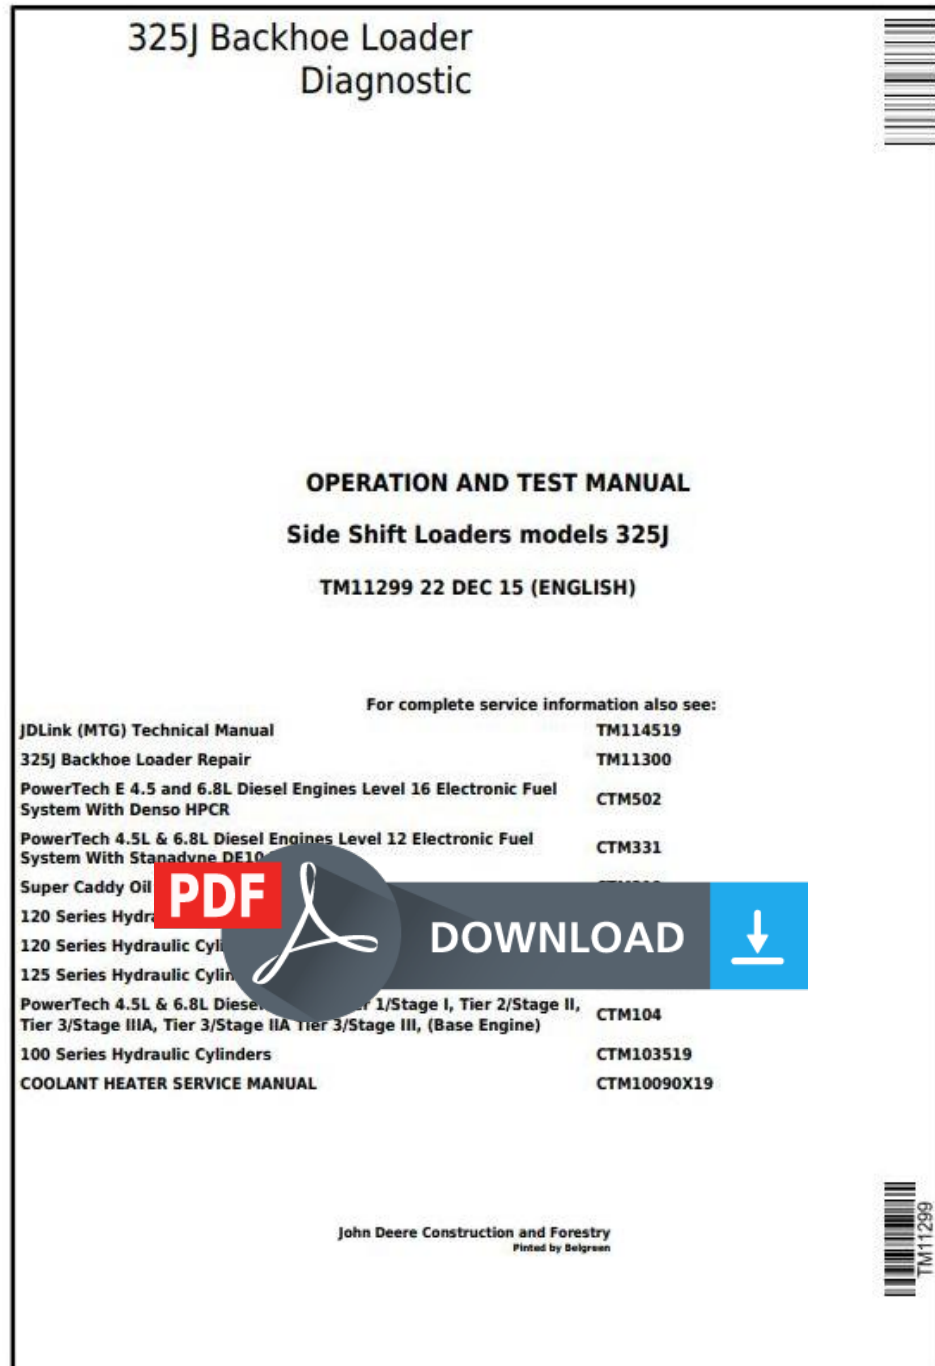 325J Backhoe Loader
Diagnostic
OPERATION AND TEST MANUAL
Side Shift Loaders models 325J
TM11299 22 DEC 15 (ENGLISH)
For complete service information also see:
JDLink (MTG) Technical Manual TM114519
325J Backhoe Loader Repair TM11300
PowerTech E 4.5 and 6.8L Diesel Engines Level 16 Electronic Fuel
System With Denso HPCR CTM502
PowerTech 4.5L & 6.8L Diesel Engines Level 12 Electronic Fuel
System With Stanadyne DE10 CTM331
Super Caddy Oil
120 Series
120 Series Hydraulic
125 Series Hydraulic
PDF
DOWNLOAD
PowerTech 4.5L & 6.8L 1/Stage I, Tier 2/Stage II,
Tier 3/Stage IIIA, Tier 3/Stage IIA Tier 3/Stage III, (Base Engine) CTM104
100 Series Hydraulic Cylinders CTM103519
COOLANT HEATER SERVICE MANUAL CTM10090X19
John Deere Construction and Forestry
Pinted by Belgreen
TM11299